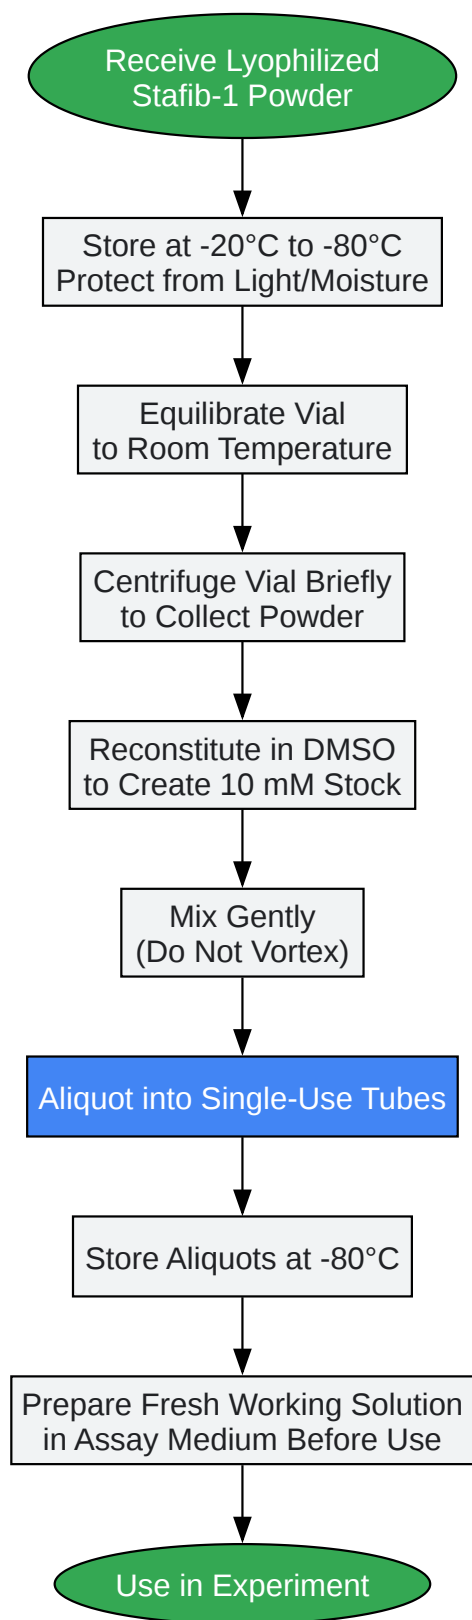 Receive Lyophilized
Stafib-1 Powder
Store at -20°C to -80°C
Protect from Light/Moisture
Equilibrate Vial
to Room Temperature
Centrifuge Vial Briefly
to Collect Powder
Reconstitute in DMSO
to Create 10 mM Stock
Mix Gently
(Do Not Vortex)
Aliquot into Single-Use Tubes
Store Aliquots at -80°C
Prepare Fresh Working Solution
in Assay Medium Before Use
Use in Experiment